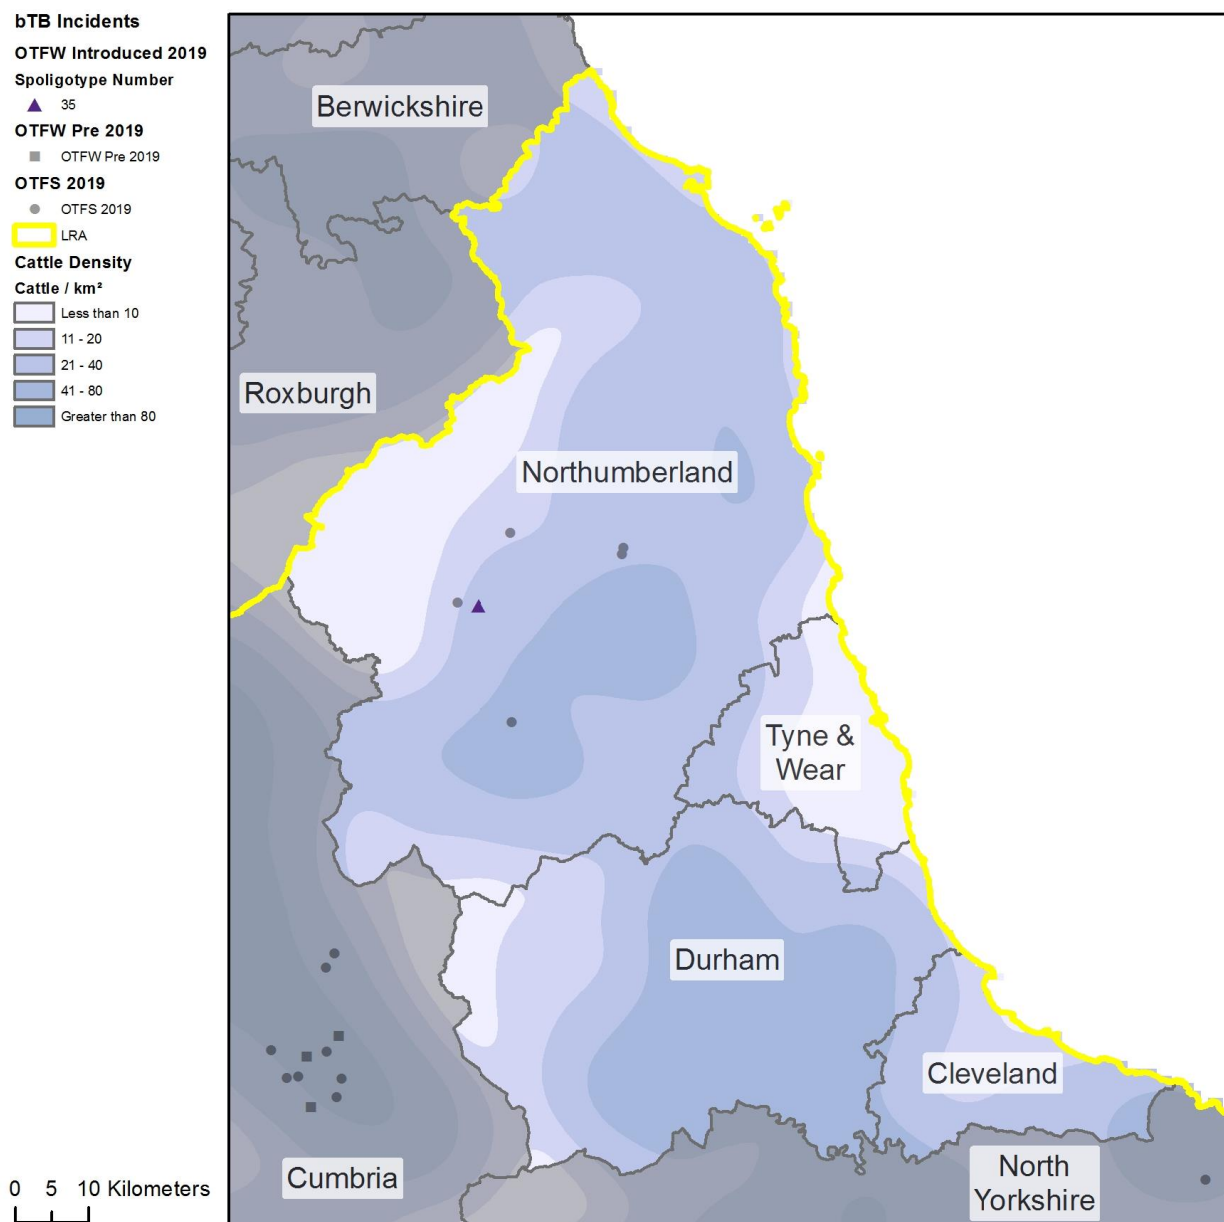 bTB Incidents
OTFW Introduced 2019
Spoligotype Number
35
OTFW Pre 2019
OTFW Pre 2019
OTFS 2019
OTFS 2019
LRA
Cattle Density
Cattle / km²
Less than 10
11 - 20
21 - 40
41 - 80
Greater than 80
Berwickshire
Roxburgh
Northumberland
Tyne &
Wear
Durham
Cleveland
Cumbria
North
Yorkshire
0 5 10 Kilometers